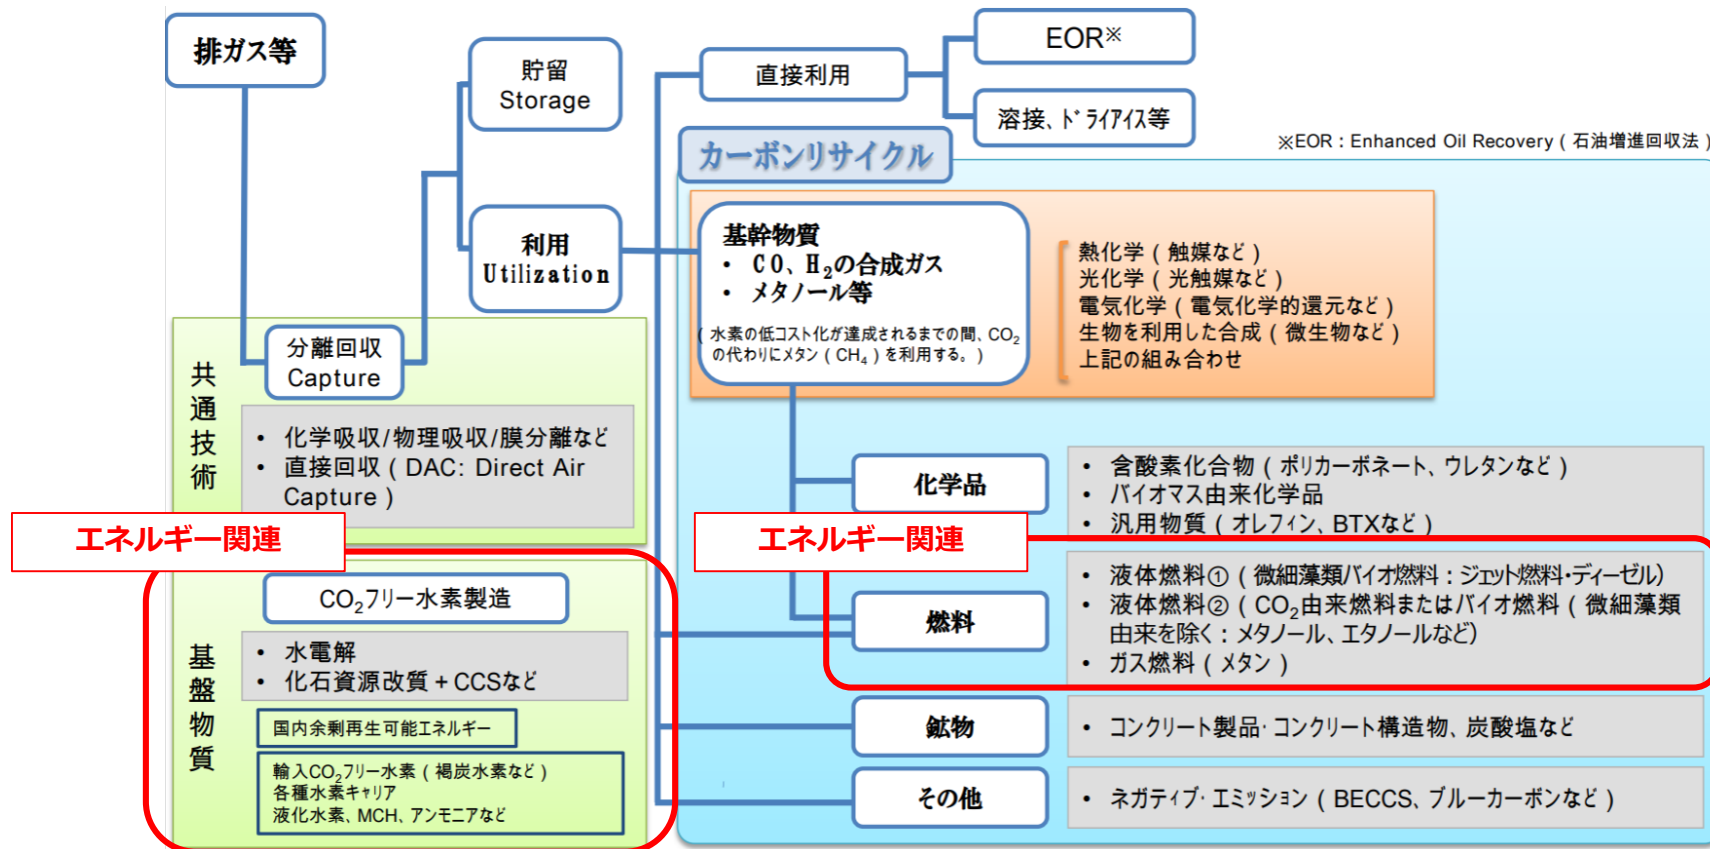 排ガス等
貯留
Storage
利用
Utilization
直接利用
EOR※
溶接、ドライアイス等
※EOR：Enhanced Oil Recovery（石油増進回収法）
カーボンリサイクル
基幹物質
• CO、H₂の合成ガス
• メタノール等
（水素の低コスト化が達成されるまでの間、CO₂
の代わりにメタン（CH₄）を利用する。）
熱化学（触媒など）
光化学（光触媒など）
電気化学（電気化学的還元など）
生物を利用した合成（微生物など）
上記の組み合わせ
共通技術
分離回収
Capture
• 化学吸収/物理吸収/膜分離など
• 直接回収（DAC: Direct Air
Capture）
エネルギー関連
基盤物質
CO₂フリー水素製造
• 水電解
• 化石資源改質＋CCSなど
国内余剰再生可能エネルギー
輸入CO₂フリー水素（褐炭水素など）
各種水素キャリア
液化水素、MCH、アンモニアなど
化学品
• 含酸素化合物（ポリカーボネート、ウレタンなど）
• バイオマス由来化学品
• 汎用物質（オレフィン、BTXなど）
エネルギー関連
燃料
• 液体燃料①（微細藻類バイオ燃料：ジェット燃料・ディーゼル）
• 液体燃料②（CO₂由来燃料またはバイオ燃料（微細藻類
由来を除く：メタノール、エタノールなど）
• ガス燃料（メタン）
鉱物
• コンクリート製品・コンクリート構造物、炭酸塩など
その他
• ネガティブ・エミッション（BECCS、ブルーカーボンなど）